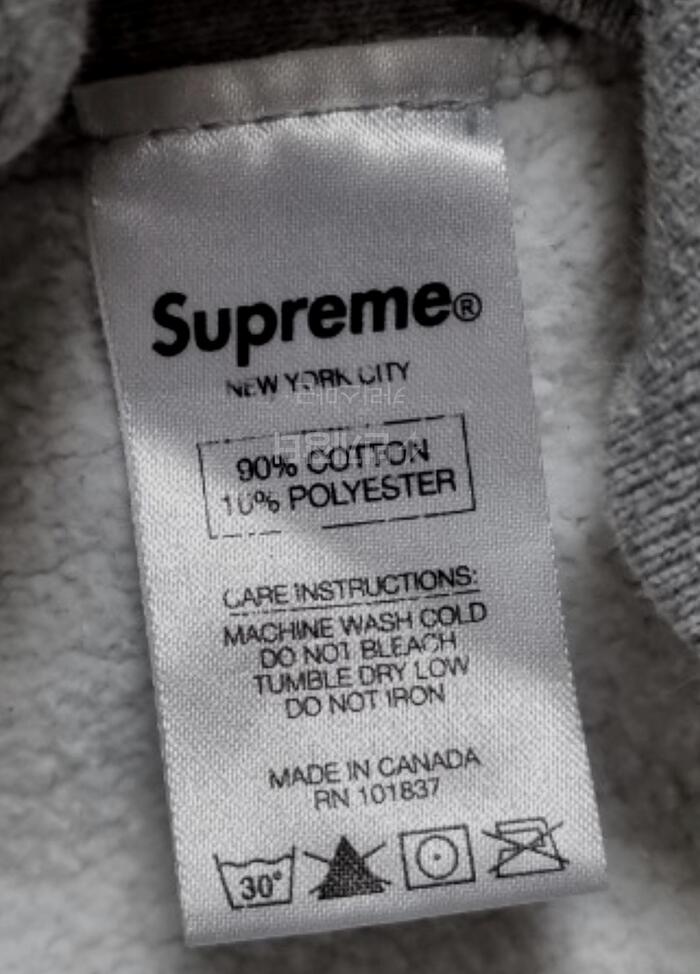 Supreme®
NEW YORK CITY
90% COTTON
10% POLYESTER
CARE INSTRUCTIONS:
MACHINE WASH COLD
DO NOT BLEACH
TUMBLE DRY LOW
DO NOT IRON
MADE IN CANADA
RN 101837
30°